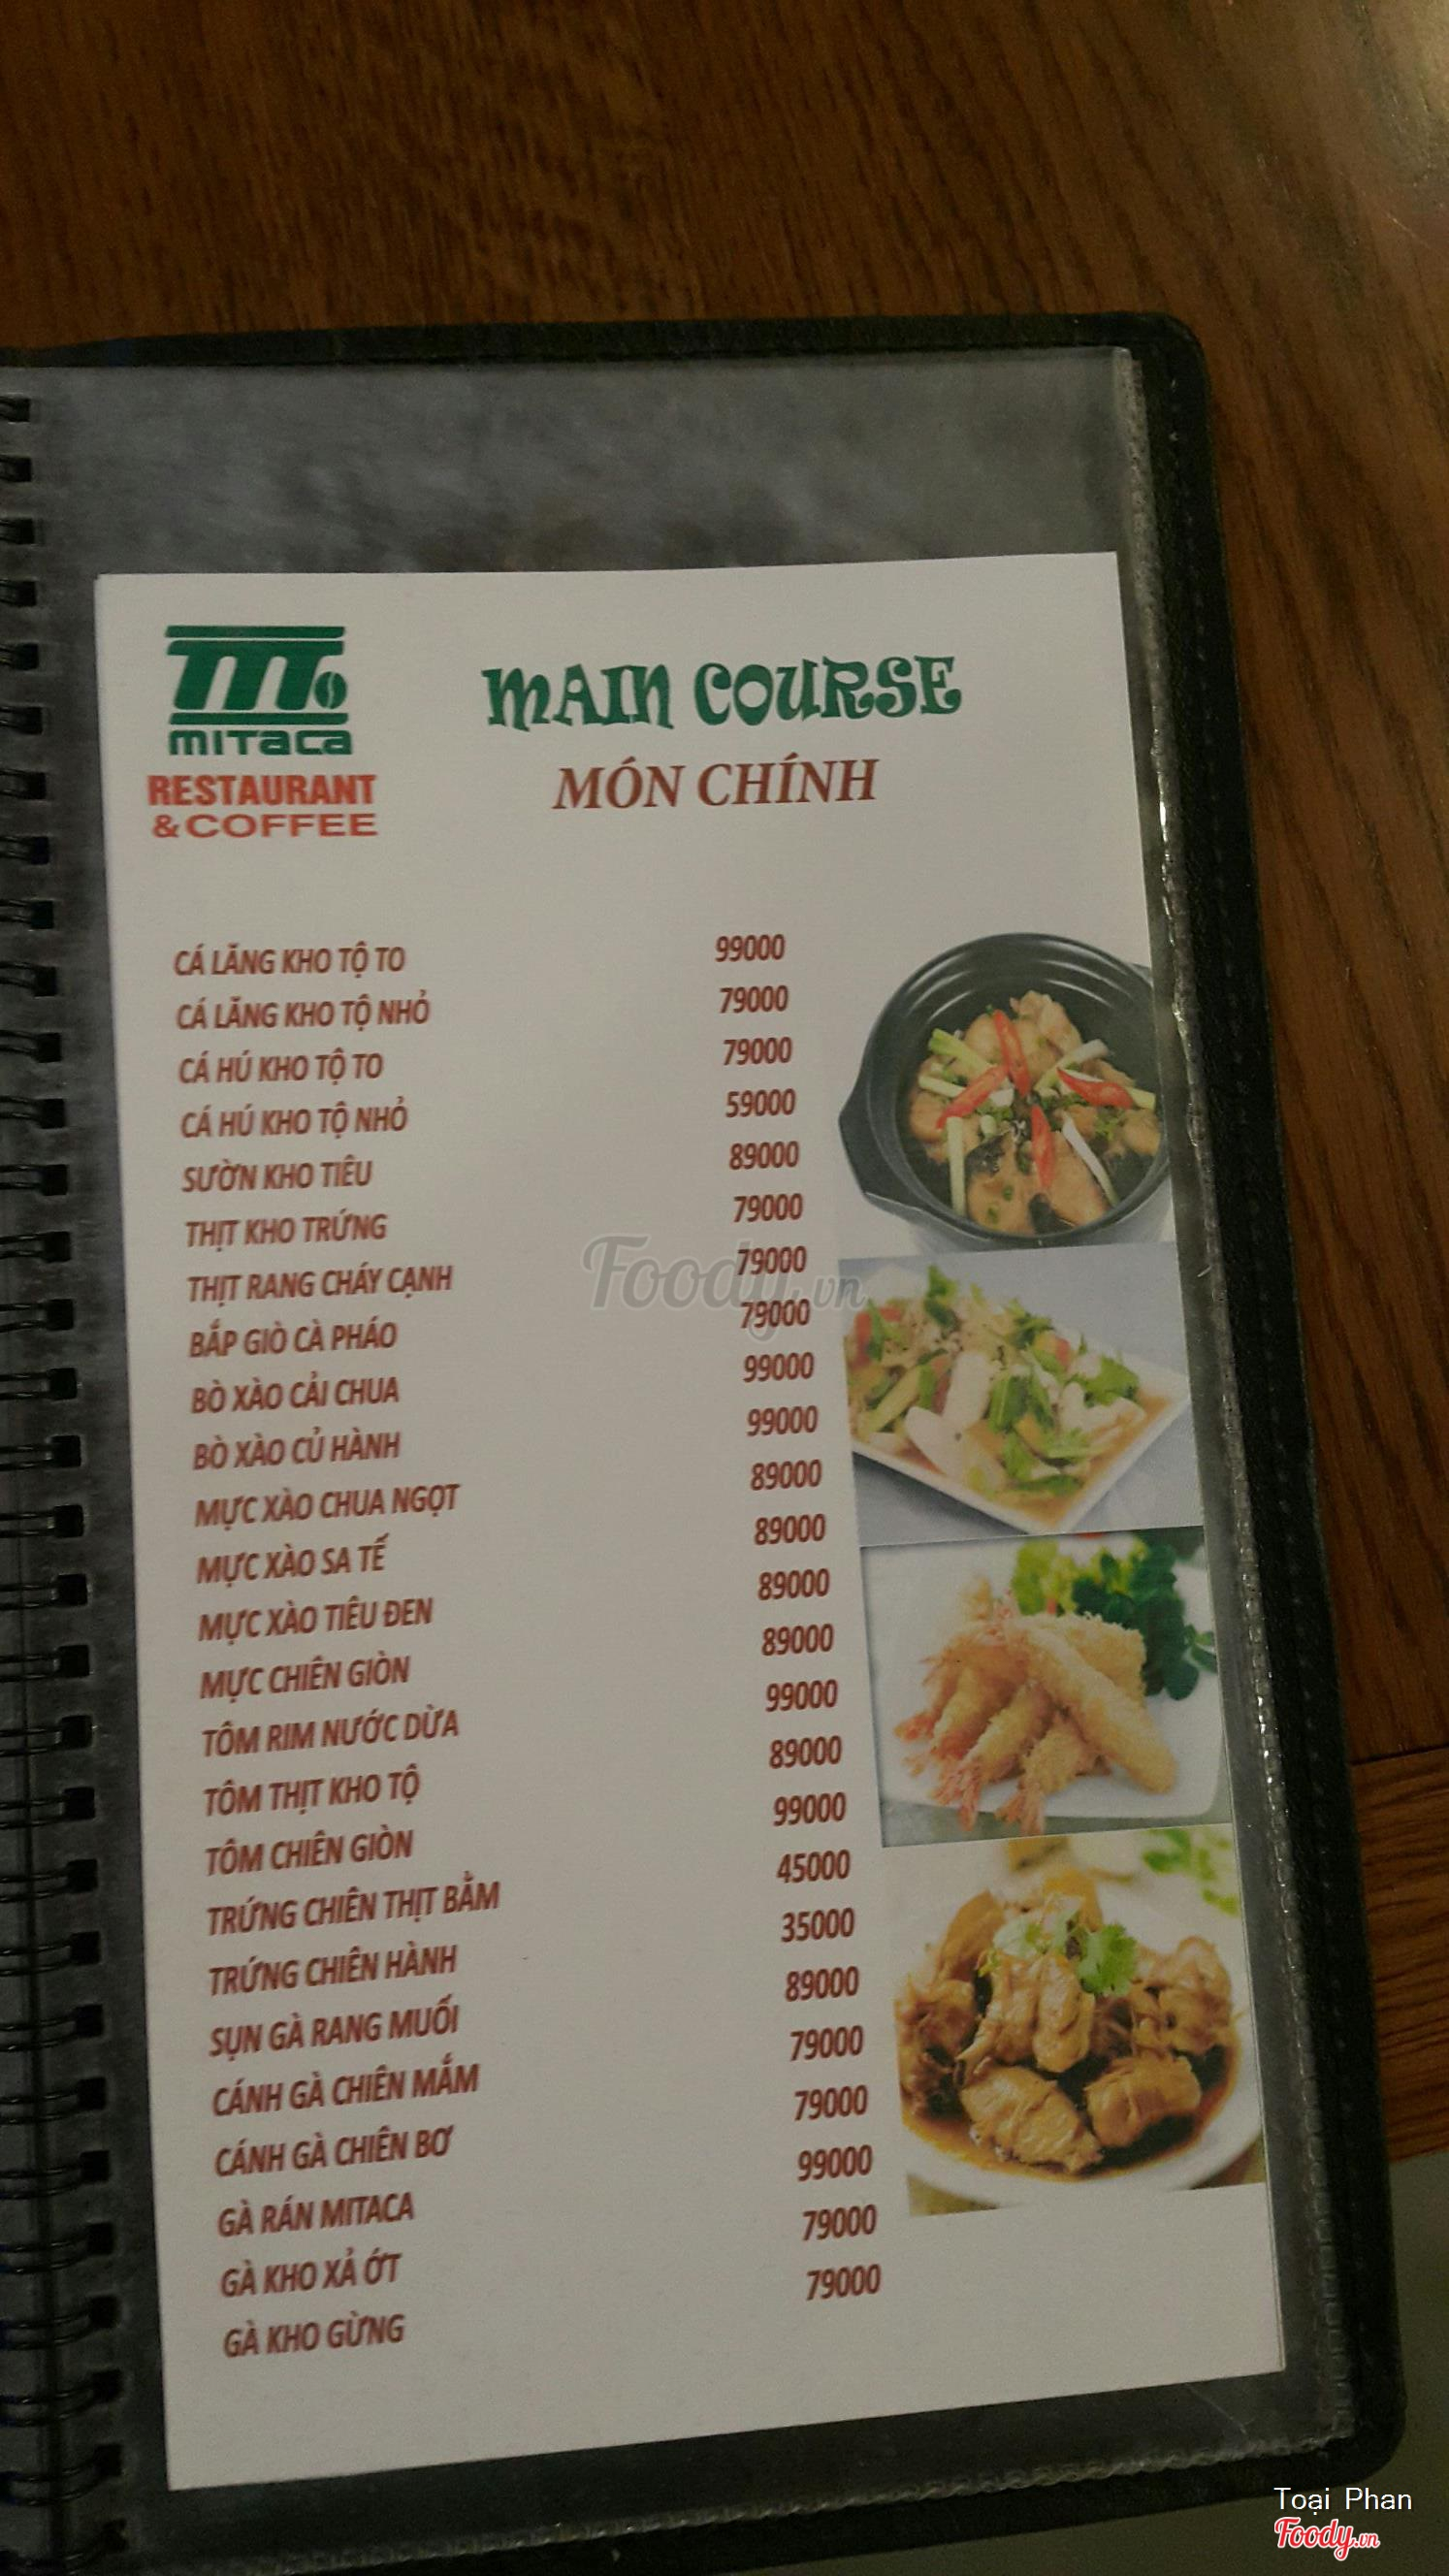 mitaca
RESTAURANT
& COFFEE
MAIN COURSE
MÓN CHÍNH
CÁ LĂNG KHO TỘ TO 99000
CÁ LĂNG KHO TỘ NHỎ 79000
CÁ HÚ KHO TỘ TO 79000
CÁ HÚ KHO TỘ NHỎ 59000
SƯỜN KHO TIÊU 89000
THỊT KHO TRỨNG 79000
THỊT RANG CHÁY CẠNH 79000
BẮP GIÒ CÀ PHÁO 79000
BÒ XÀO CẢI CHUA 99000
BÒ XÀO CỦ HÀNH 99000
MỰC XÀO CHUA NGỌT 89000
MỰC XÀO SA TẾ 89000
MỰC XÀO TIÊU ĐEN 89000
MỰC CHIÊN GIÒN 89000
TÔM RIM NƯỚC DỪA 99000
TÔM THỊT KHO TỘ 89000
TÔM CHIÊN GIÒN 99000
TRỨNG CHIÊN THỊT BẰM 45000
TRỨNG CHIÊN HÀNH 35000
SỤN GÀ RANG MUỐI 89000
CÁNH GÀ CHIÊN MẮM 79000
CÁNH GÀ CHIÊN BƠ 79000
GÀ RÁN MITACA 99000
GÀ KHO XẢ ỚT 79000
GÀ KHO GỪNG 79000
Foody.vn
Toại Phan
Foody.vn